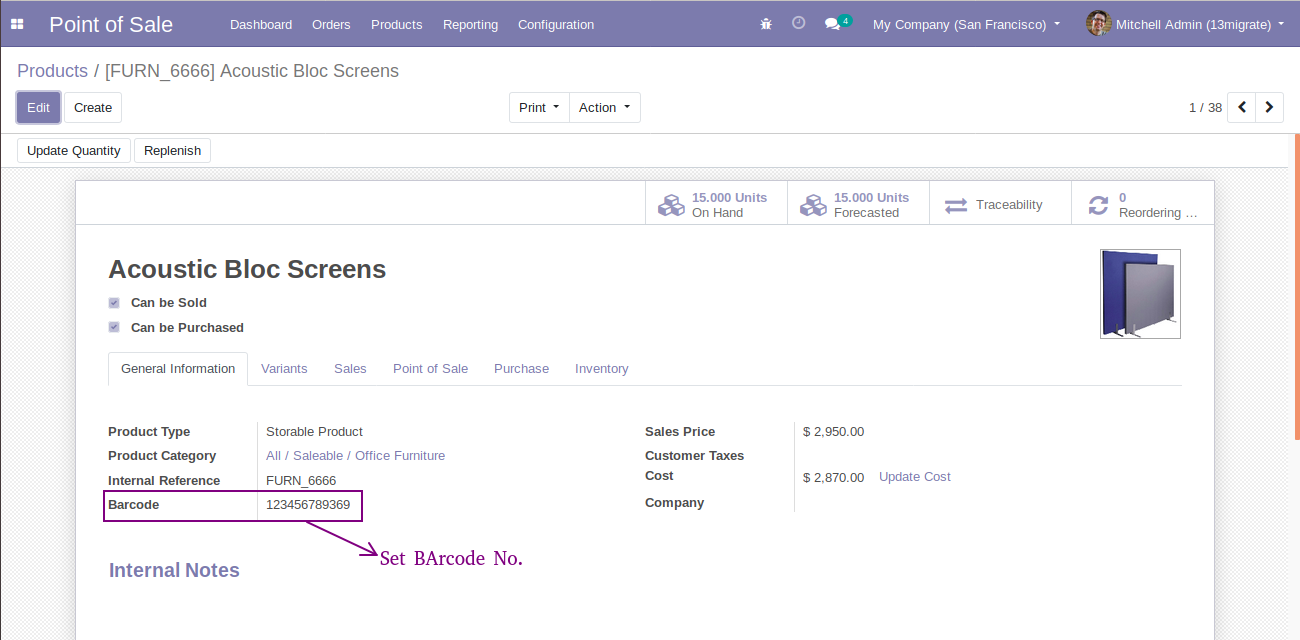 Point of Sale Dashboard Orders Products Reporting Configuration 4 My Company (San Francisco) Mitchell Admin (13migrate)
Products / [FURN_6666] Acoustic Bloc Screens
Edit Create Print Action 1 / 38
Update Quantity Replenish
15.000 Units 15.000 Units Traceability 0
On Hand Forecasted Reordering ...
Acoustic Bloc Screens
Can be Sold
Can be Purchased
General Information Variants Sales Point of Sale Purchase Inventory
Product Type Storable Product Sales Price $ 2,950.00
Product Category All / Saleable / Office Furniture Customer Taxes
Internal Reference FURN_6666 Cost $ 2,870.00 Update Cost
Barcode 123456789369 Company
Set BArcode No.
Internal Notes